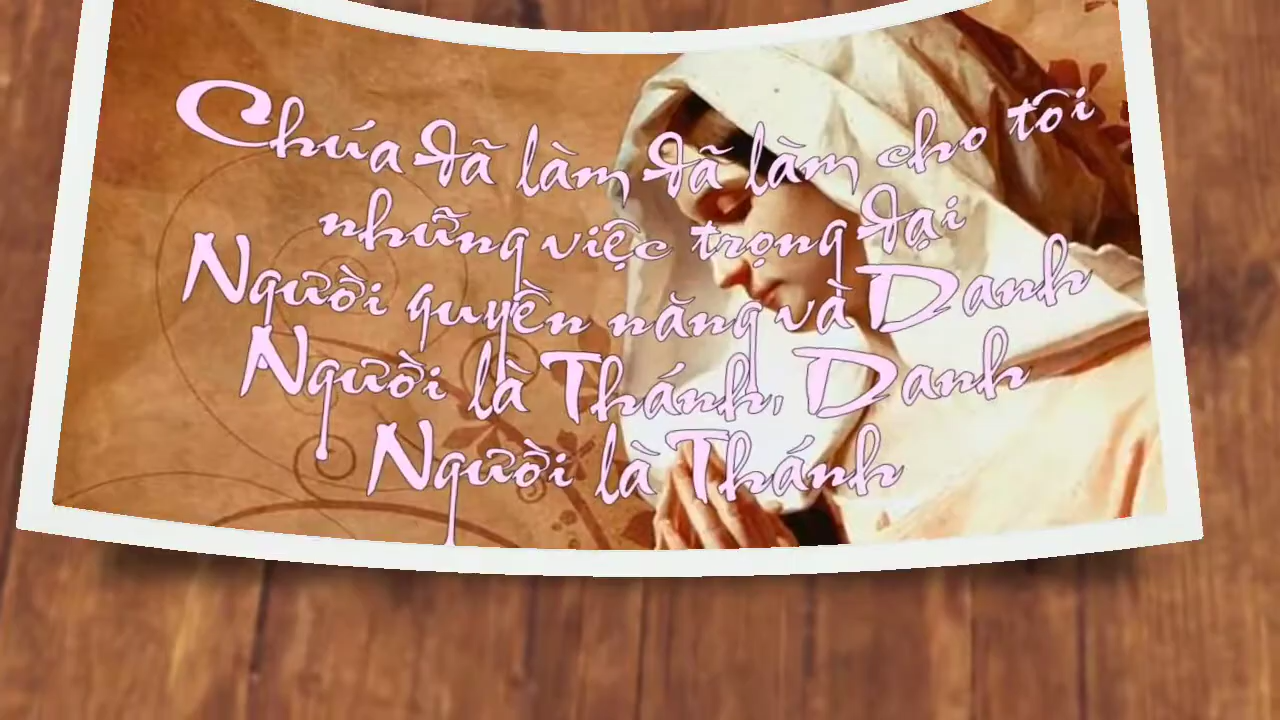 Chúa đã làm đã làm cho tôi
những việc trọng đại
Người quyền năng và Danh
Người là Thánh, Danh
Người là Thánh